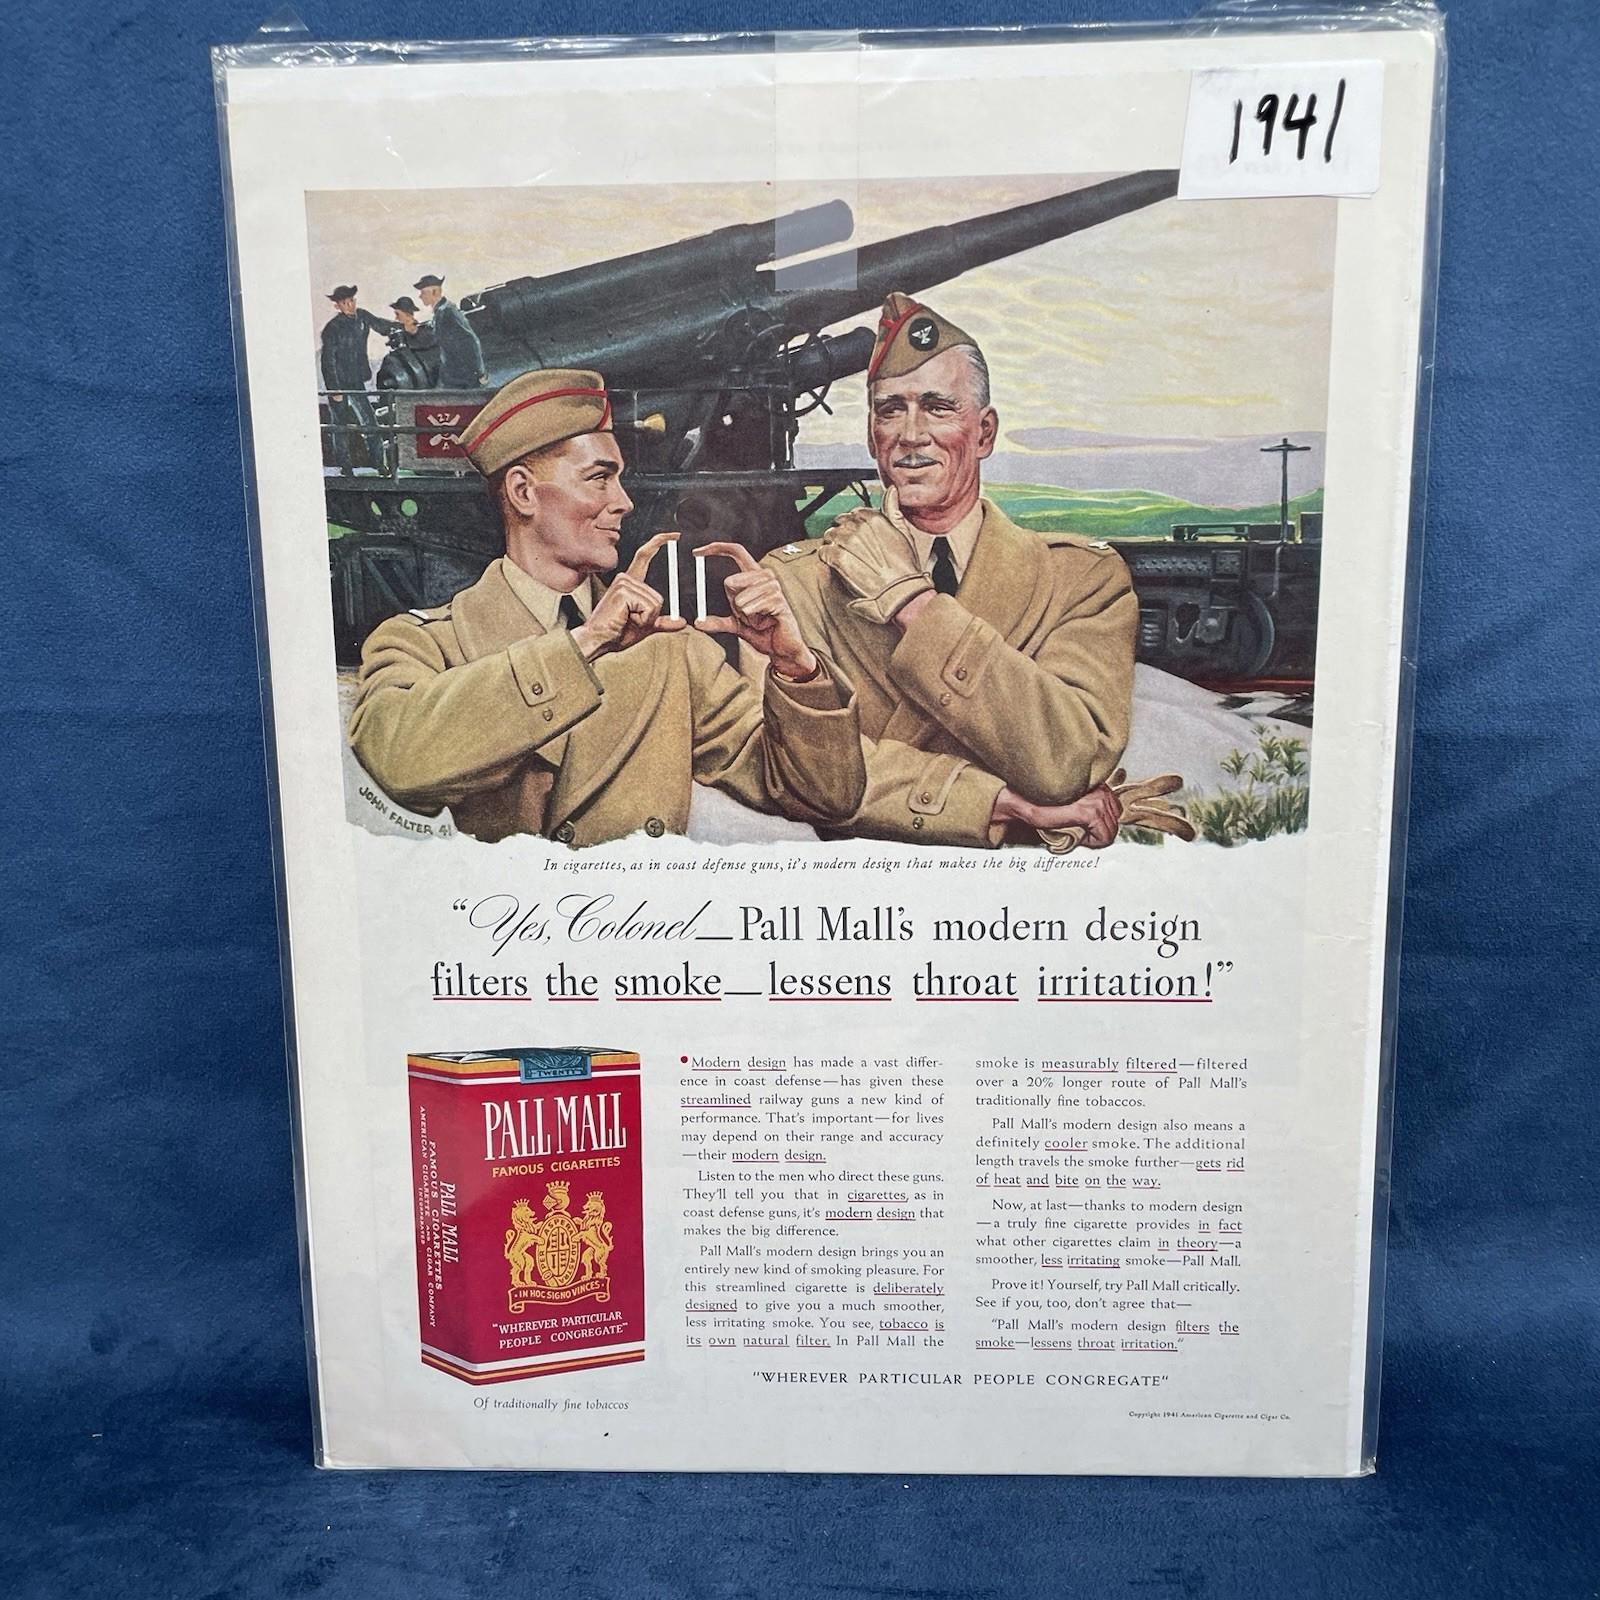 1941
27
A
JOHN FALTER 41
In cigarettes, as in coast defense guns, it's modern design that makes the big difference!
“Yes, Colonel—Pall Mall's modern design
filters the smoke—lessens throat irritation!”
TWENTY
PALL MALL
FAMOUS CIGARETTES
IN HOC SIGNO VINCES
"WHEREVER PARTICULAR
PEOPLE CONGREGATE"
PALL MALL
FAMOUS CIGARETTES
AMERICAN CIGARETTE AND CIGAR COMPANY
INCORPORATED
Of traditionally fine tobaccos
•Modern design has made a vast differ-
ence in coast defense—has given these
streamlined railway guns a new kind of
performance. That's important—for lives
may depend on their range and accuracy
—their modern design.
Listen to the men who direct these guns.
They'll tell you that in cigarettes, as in
coast defense guns, it's modern design that
makes the big difference.
Pall Mall's modern design brings you an
entirely new kind of smoking pleasure. For
this streamlined cigarette is deliberately
designed to give you a much smoother,
less irritating smoke. You see, tobacco is
its own natural filter. In Pall Mall the
smoke is measurably filtered—filtered
over a 20% longer route of Pall Mall's
traditionally fine tobaccos.
Pall Mall's modern design also means a
definitely cooler smoke. The additional
length travels the smoke further—gets rid
of heat and bite on the way.
Now, at last—thanks to modern design
—a truly fine cigarette provides in fact
what other cigarettes claim in theory—a
smoother, less irritating smoke—Pall Mall.
Prove it! Yourself, try Pall Mall critically.
See if you, too, don't agree that—
"Pall Mall's modern design filters the
smoke—lessens throat irritation."
"WHEREVER PARTICULAR PEOPLE CONGREGATE"
Copyright 1941 American Cigarette and Cigar Co.